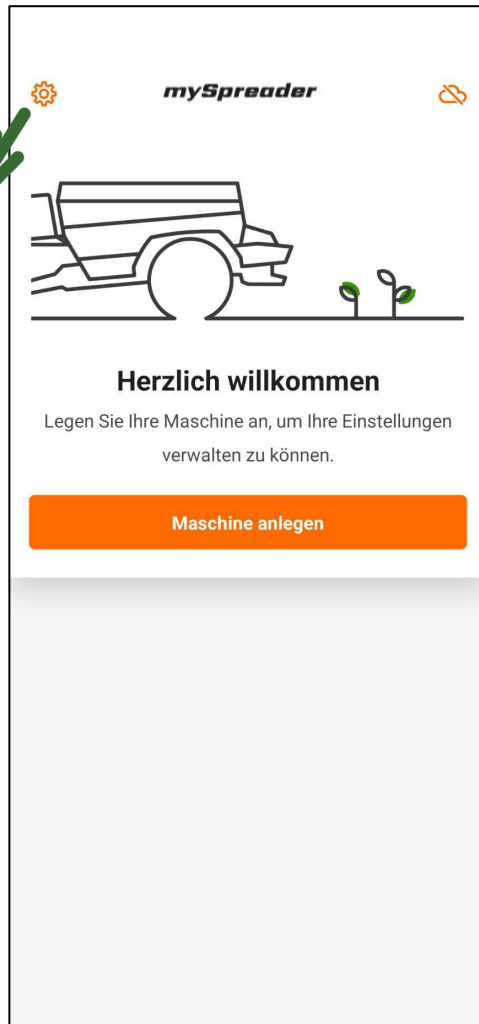 mySpreader
Herzlich willkommen
Legen Sie Ihre Maschine an, um Ihre Einstellungen
verwalten zu können.
Maschine anlegen